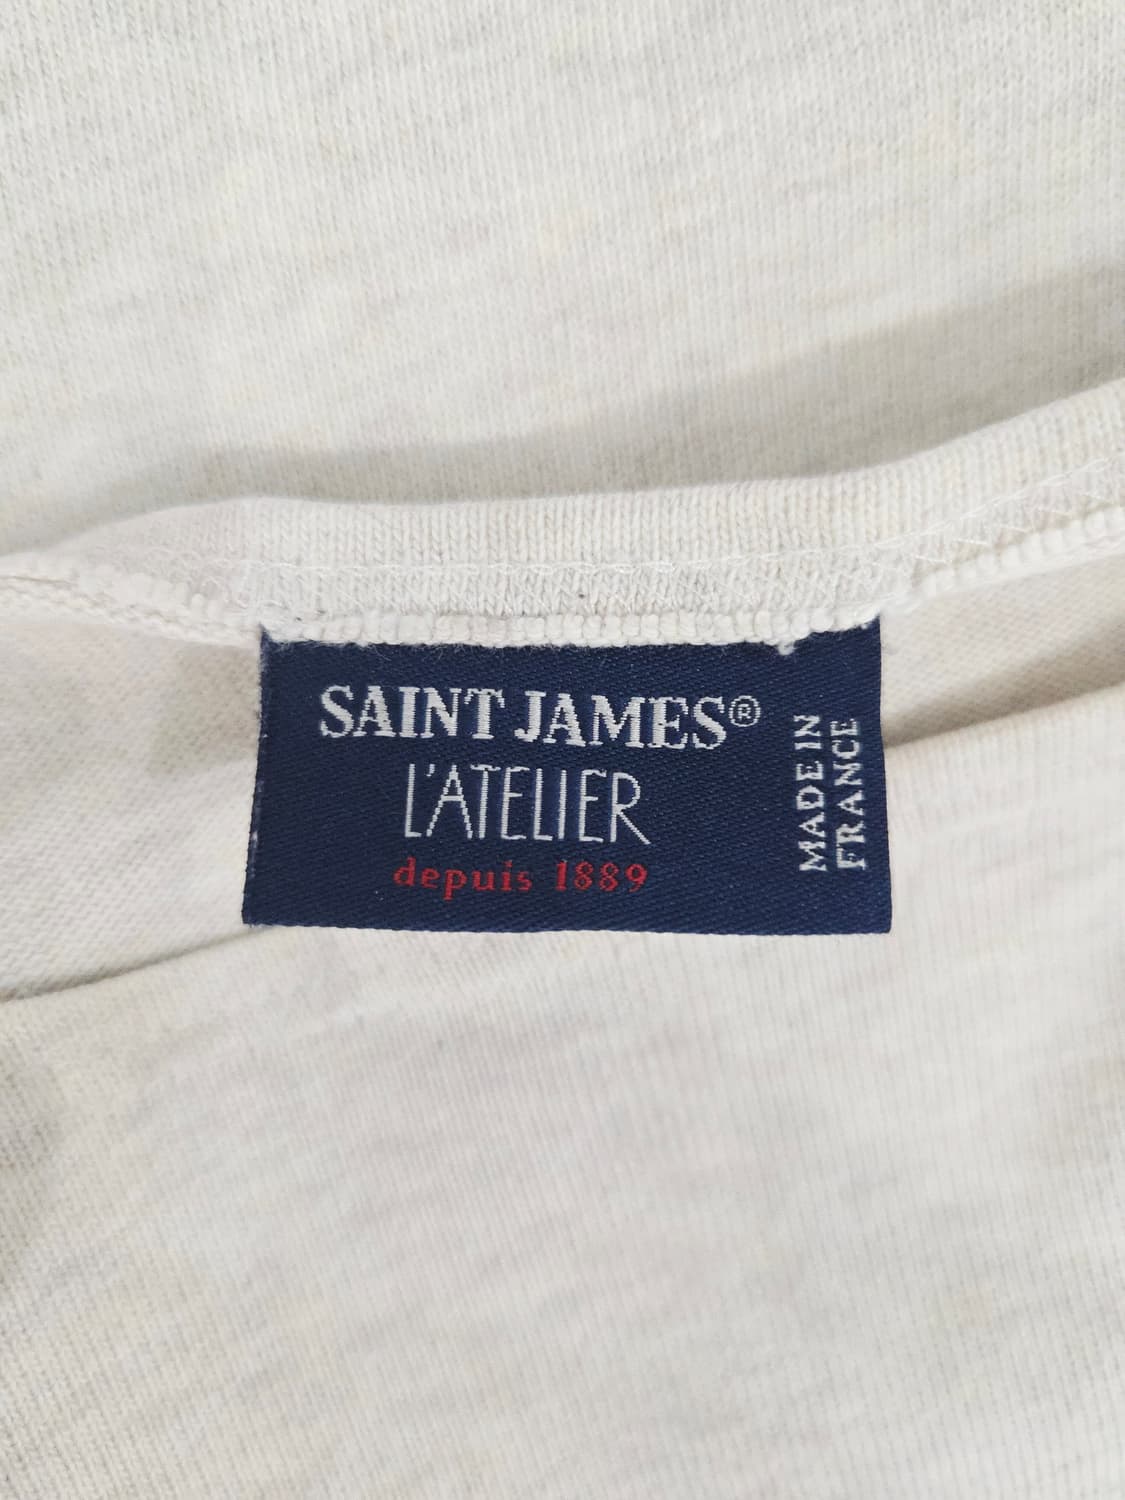 SAINT JAMES®
L'ATELIER
depuis 1889
MADE IN
FRANCE